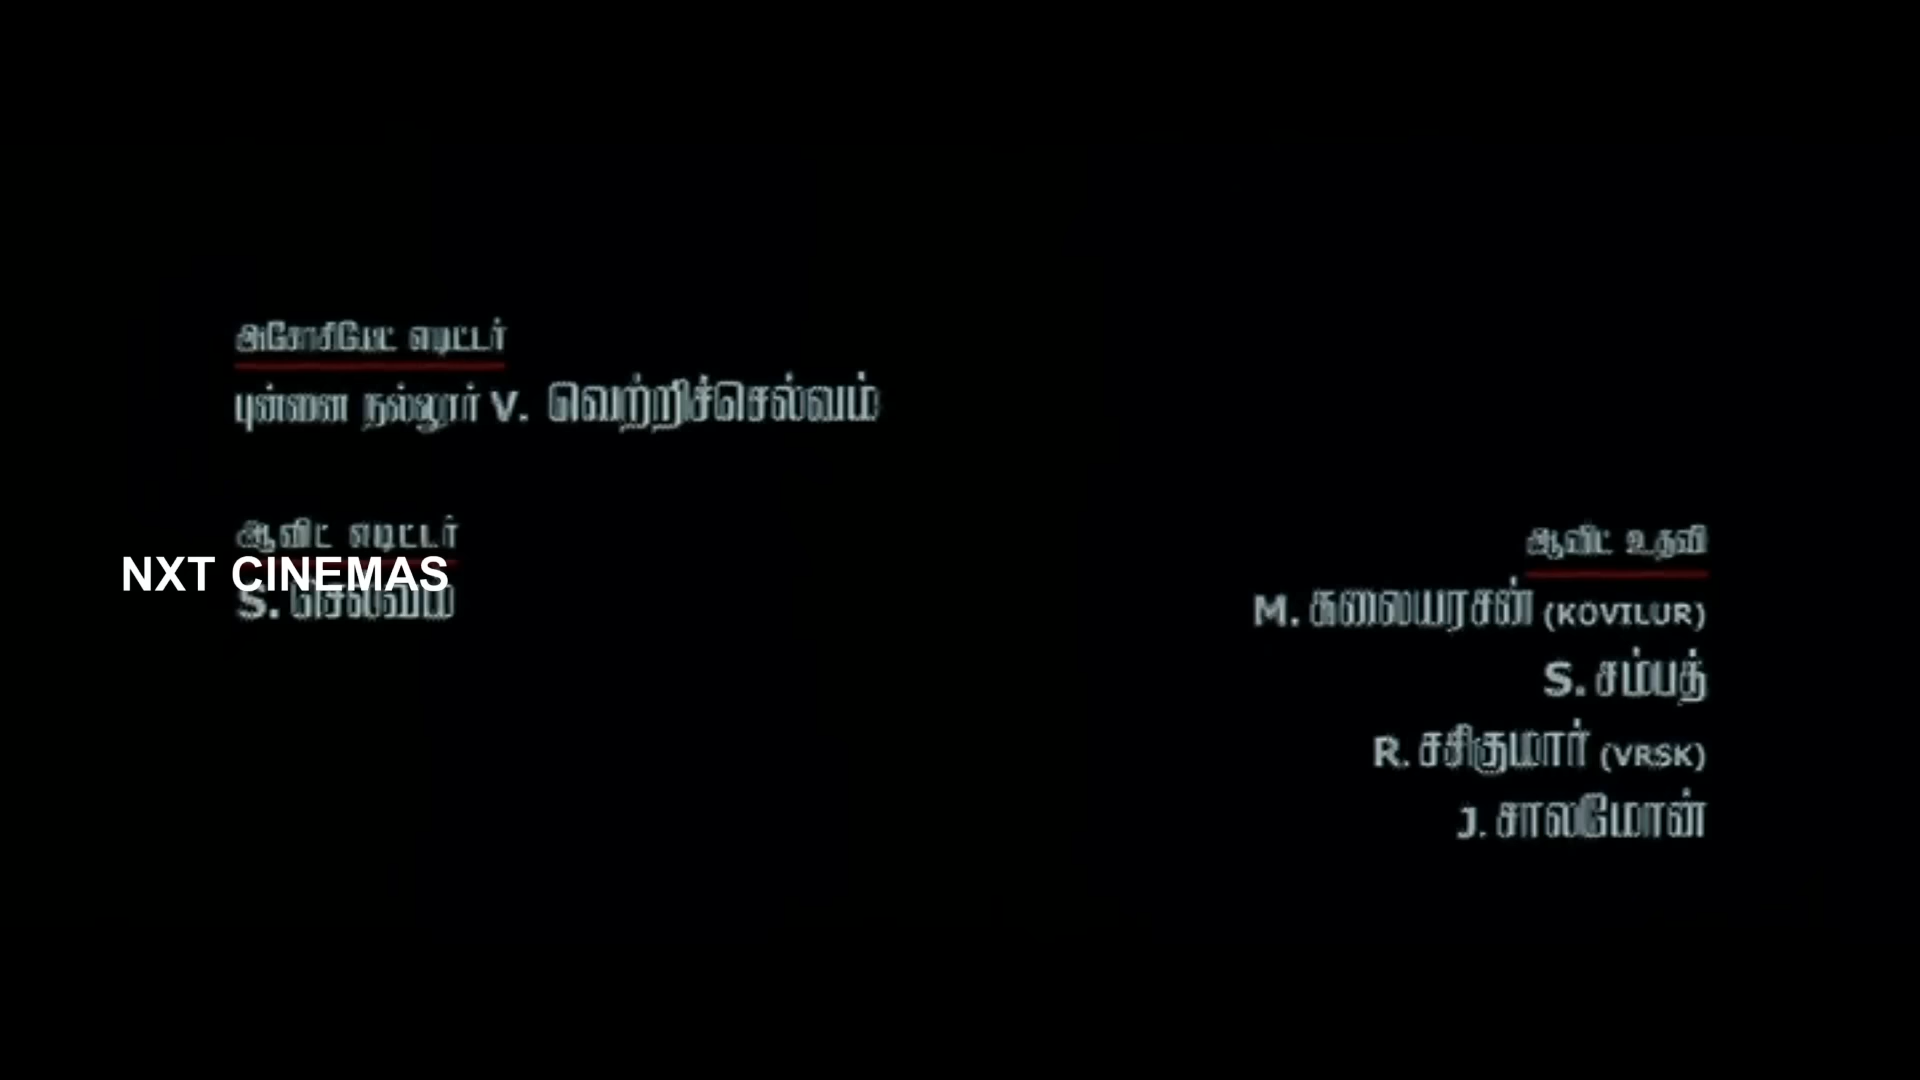 அசோசியேட் எடிட்டர்
புன்னை நல்லூர் V. வெற்றிச்செல்வம்
ஆவிட் எடிட்டர்
NXT CINEMAS
S. செல்வம்
ஆவிட் உதவி
M. கலையரசன் (KOVILUR)
S. சம்பத்
R. சசிகுமார் (VRSK)
J. சாலமோன்